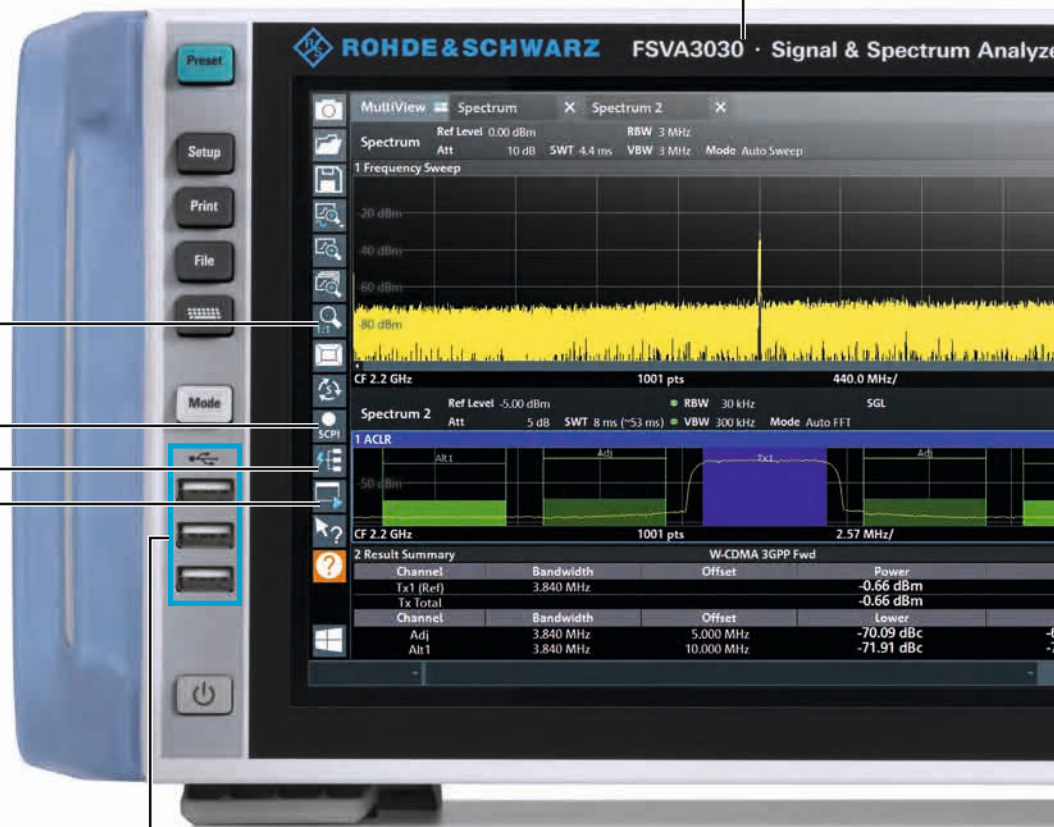 ROHDE & SCHWARZ FSVA3030 · Signal & Spectrum Analyze
Preset
Setup
Print
File
Mode
MultiView Spectrum X Spectrum 2 X
Spectrum
Ref Level 0.00 dBm RBW 3 MHz
Att 10 dB SWT 4.4 ms VBW 3 MHz Mode Auto Sweep
1 Frequency Sweep
-20 dBm
-40 dBm
-60 dBm
-80 dBm
CF 2.2 GHz 1001 pts 440.0 MHz/
Spectrum 2
Ref Level -5.00 dBm RBW 30 kHz SGL
Att 5 dB SWT 8 ms (~53 ms) VBW 300 kHz Mode Auto FFT
1 ACLR
Alt1 Adj Tx1 Adj
-50 dBm
CF 2.2 GHz 1001 pts 2.57 MHz/
2 Result Summary W-CDMA 3GPP Fwd
Channel Bandwidth Offset Power
Tx1 (Ref) 3.840 MHz -0.66 dBm
Tx Total -0.66 dBm
Channel Bandwidth Offset Lower
Adj 3.840 MHz 5.000 MHz -70.09 dBc -6
Alt1 3.840 MHz 10.000 MHz -71.91 dBc -7
1:1
S
SCPI
?
?